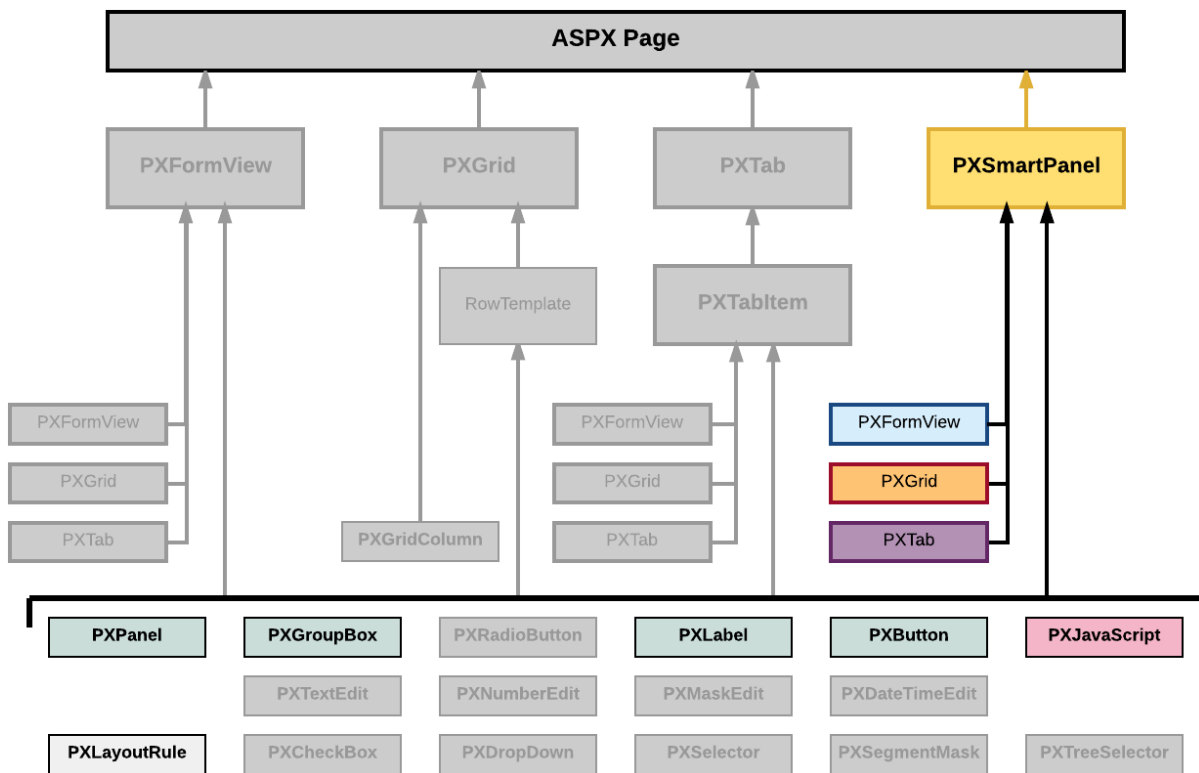 ASPX Page
PXFormView
PXGrid
PXTab
PXSmartPanel
RowTemplate
PXTabItem
PXFormView
PXFormView
PXFormView
PXGrid
PXGrid
PXGrid
PXTab
PXGridColumn
PXTab
PXTab
PXPanel
PXGroupBox
PXRadioButton
PXLabel
PXButton
PXJavaScript
PXTextEdit
PXNumberEdit
PXMaskEdit
PXDateTimeEdit
PXLayoutRule
PXCheckBox
PXDropDown
PXSelector
PXSegmentMask
PXTreeSelector